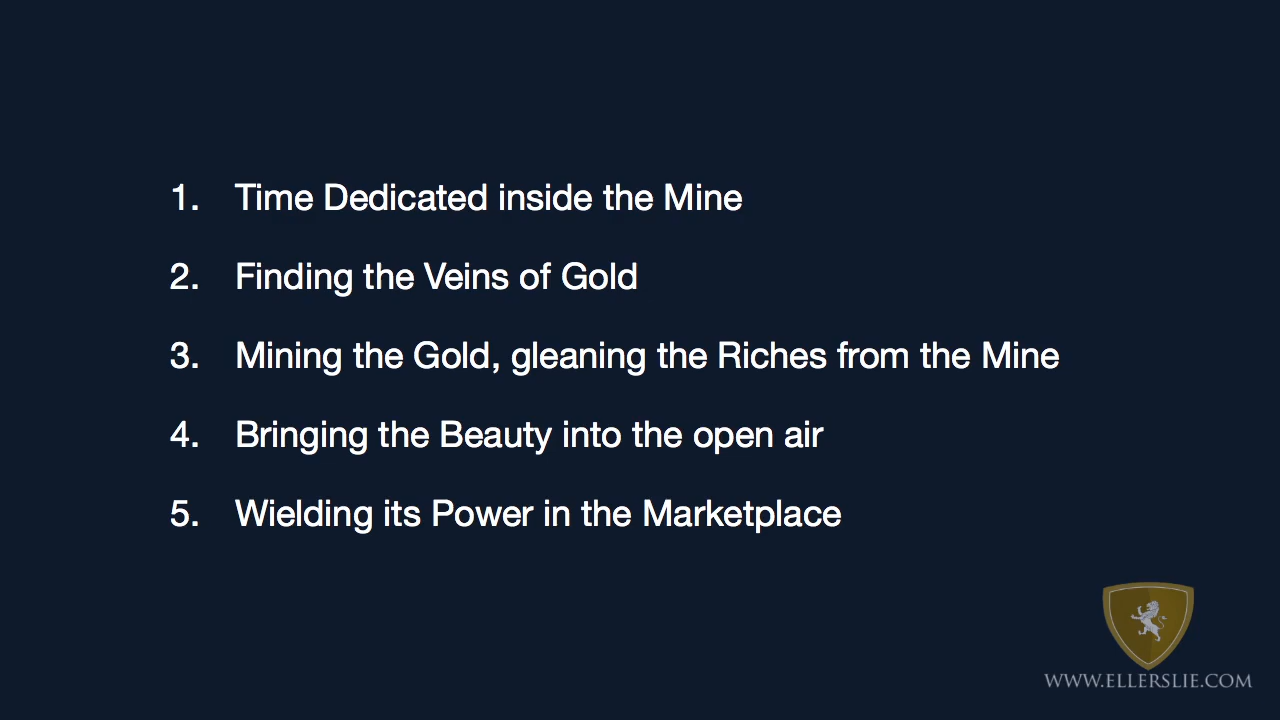 1. Time Dedicated inside the Mine
2. Finding the Veins of Gold
3. Mining the Gold, gleaning the Riches from the Mine
4. Bringing the Beauty into the open air
5. Wielding its Power in the Marketplace
WWW.ELLERSLIE.COM